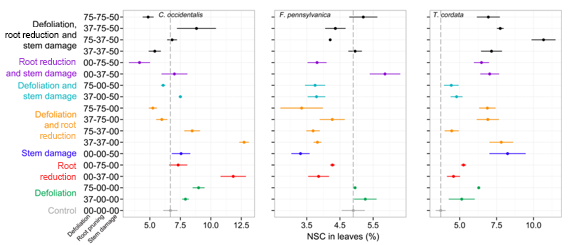 C. occidentalis
F. pennsylvanica
T. cordata
Defoliation,
root reduction and
stem damage
75-75-50
37-75-50
75-37-50
37-37-50
Root reduction
and stem damage
00-75-50
00-37-50
Defoliation and
stem damage
75-00-50
37-00-50
Defoliation
and root
reduction
75-75-00
37-75-00
75-37-00
37-37-00
Stem damage
00-00-50
Root
reduction
00-75-00
00-37-00
Defoliation
75-00-00
37-00-00
Control
00-00-00
Defoliation
Root pruning
Stem damage
5.0 7.5 10.0 12.5
3.5 4.5 5.5
5.0 7.5 10.0
NSC in leaves (%)